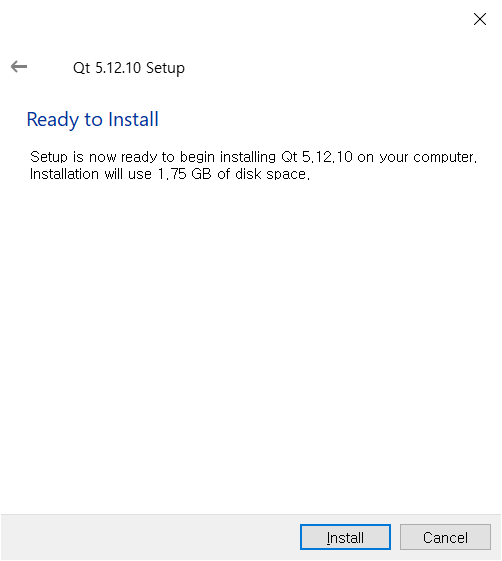 Qt 5.12.10 Setup
Ready to Install
Setup is now ready to begin installing Qt 5.12.10 on your computer.
Installation will use 1.75 GB of disk space.
Install
Cancel